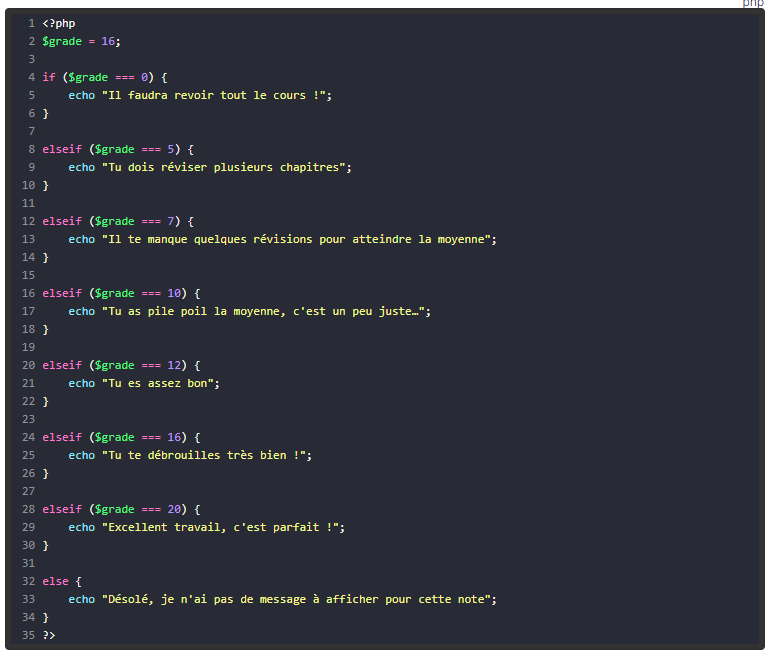 php
1 <?php
2 $grade = 16;
3
4 if ($grade === 0) {
5     echo "Il faudra revoir tout le cours !";
6 }
7
8 elseif ($grade === 5) {
9     echo "Tu dois réviser plusieurs chapitres";
10 }
11
12 elseif ($grade === 7) {
13     echo "Il te manque quelques révisions pour atteindre la moyenne";
14 }
15
16 elseif ($grade === 10) {
17     echo "Tu as pile poil la moyenne, c'est un peu juste…";
18 }
19
20 elseif ($grade === 12) {
21     echo "Tu es assez bon";
22 }
23
24 elseif ($grade === 16) {
25     echo "Tu te débrouilles très bien !";
26 }
27
28 elseif ($grade === 20) {
29     echo "Excellent travail, c'est parfait !";
30 }
31
32 else {
33     echo "Désolé, je n'ai pas de message à afficher pour cette note";
34 }
35 ?>